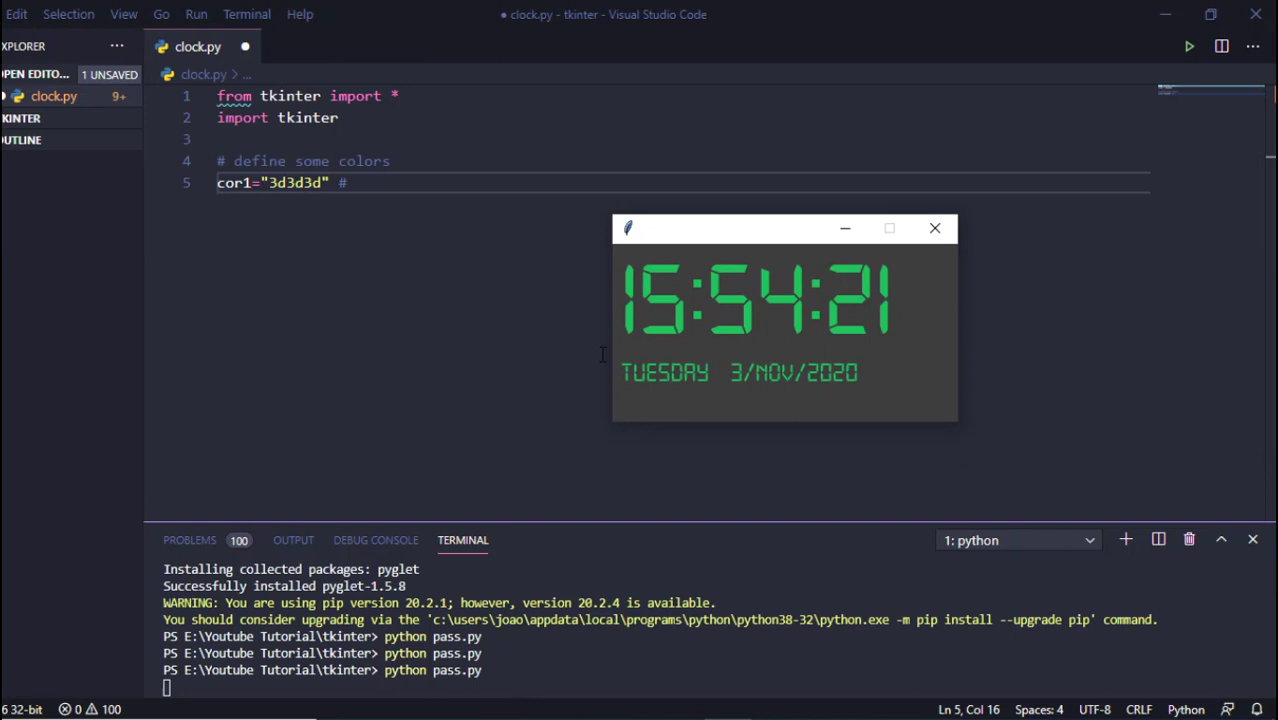 Edit Selection View Go Run Terminal Help
● clock.py - tkinter - Visual Studio Code
XPLORER ···
clock.py
OPEN EDITO... 1 UNSAVED
clock.py > ...
clock.py 9+
KINTER
OUTLINE
1 from tkinter import *
2 import tkinter
3
4 # define some colors
5 cor1="3d3d3d" #
15:54:21
TUESDAY 3/NOV/2020
PROBLEMS 100 OUTPUT DEBUG CONSOLE TERMINAL
1: python
Installing collected packages: pyglet
Successfully installed pyglet-1.5.8
WARNING: You are using pip version 20.2.1; however, version 20.2.4 is available.
You should consider upgrading via the 'c:\users\joao\appdata\local\programs\python\python38-32\python.exe -m pip install --upgrade pip' command.
PS E:\Youtube Tutorial\tkinter> python pass.py
PS E:\Youtube Tutorial\tkinter> python pass.py
PS E:\Youtube Tutorial\tkinter> python pass.py
6 32-bit 0 100 Ln 5, Col 16 Spaces: 4 UTF-8 CRLF Python